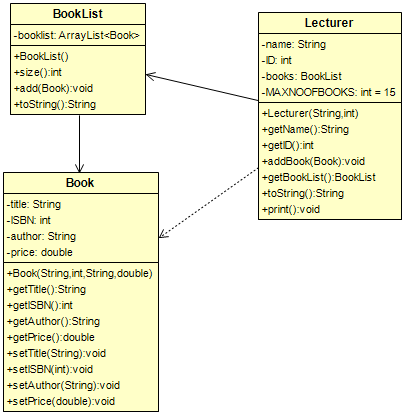 BookList
-booklist: ArrayList<Book>
+BookList()
+size():int
+add(Book):void
+toString():String
Lecturer
-name: String
-ID: int
-books: BookList
-MAXNOOFBOOKS: int = 15
+Lecturer(String,int)
+getName():String
+getID():int
+addBook(Book):void
+getBookList():BookList
+toString():String
+print():void
Book
-title: String
-ISBN: int
-author: String
-price: double
+Book(String,int,String,double)
+getTitle():String
+getISBN():int
+getAuthor():String
+getPrice():double
+setTitle(String):void
+setISBN(int):void
+setAuthor(String):void
+setPrice(double):void